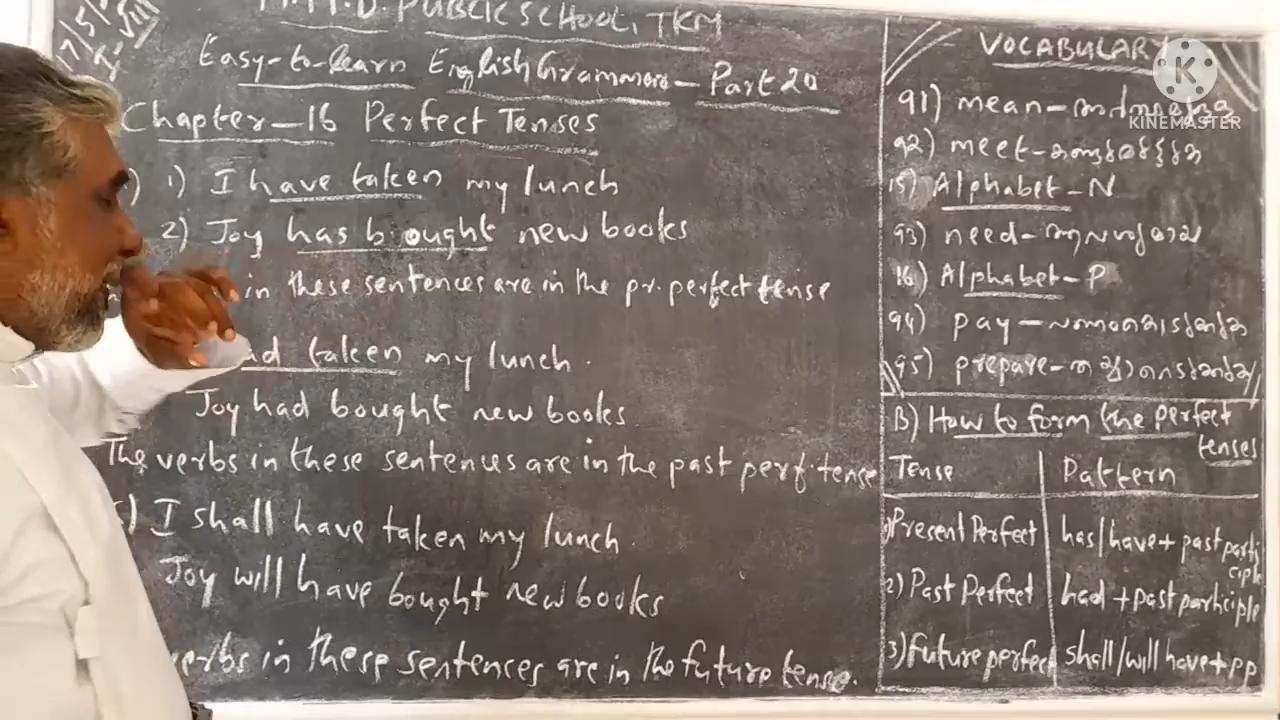 PUBLIC SCHOOL, TKM
Easy-to-learn English Grammar - Part 20
Chapter - 16 Perfect Tenses
1) I have taken my lunch
2) Joy has bought new books
in these sentences are in the pr. perfect tense
taken my lunch.
Joy had bought new books
The verbs in these sentences are in the past perf. tense
I shall have taken my lunch
Joy will have bought new books
verbs in these sentences are in the future tense.
VOCABULARY
K
KINEMASTER
91) mean -
92) meet -
15) Alphabet - N
93) need -
16) Alphabet - P
94) pay -
95) prepare -
B) How to form the perfect
tenses
Tense Pattern
1) Present Perfect has/have + past parti
ciple
2) Past Perfect had + past participle
3) Future perfect shall/will have + pp